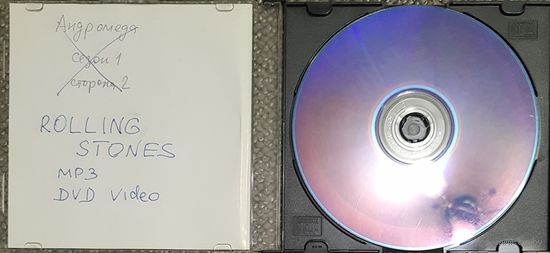 Андромеда
сезон 1
сторона 2
ROLLING
STONES
MP3
DVD Video